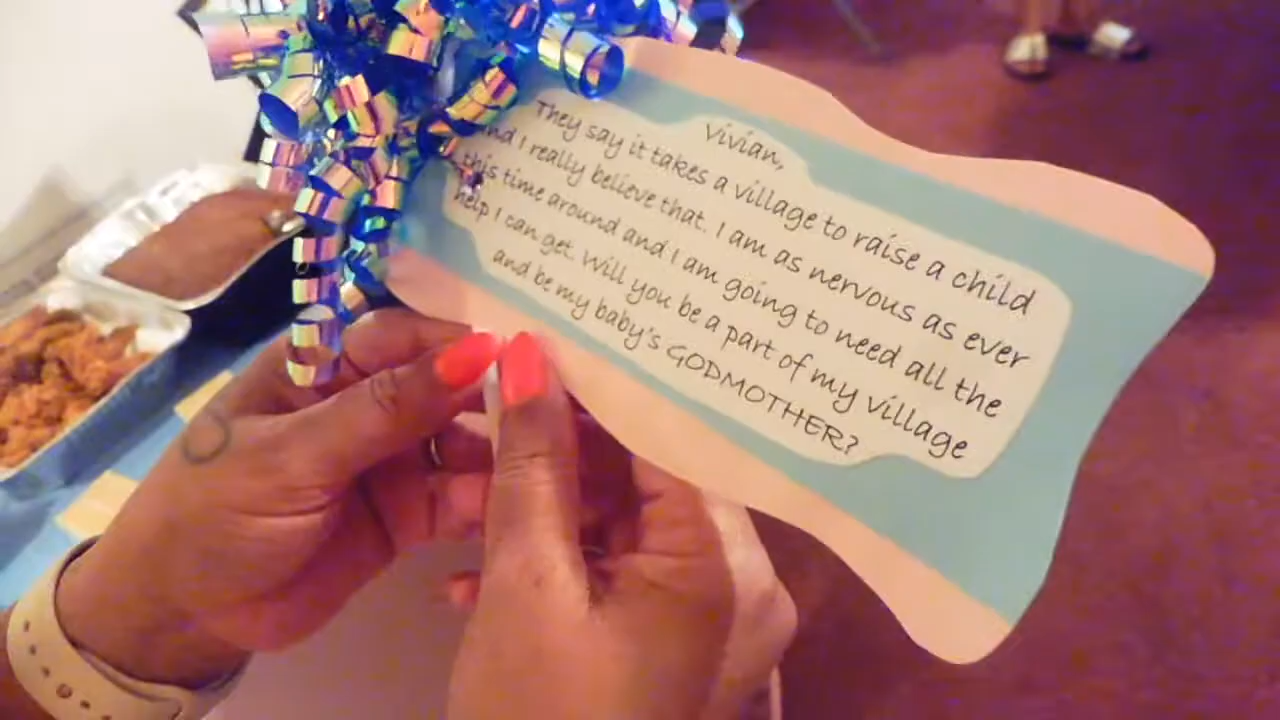 Vivian,
They say it takes a village to raise a child
and I really believe that. I am as nervous as ever
this time around and I am going to need all the
help I can get. Will you be a part of my village
and be my baby's GODMOTHER?